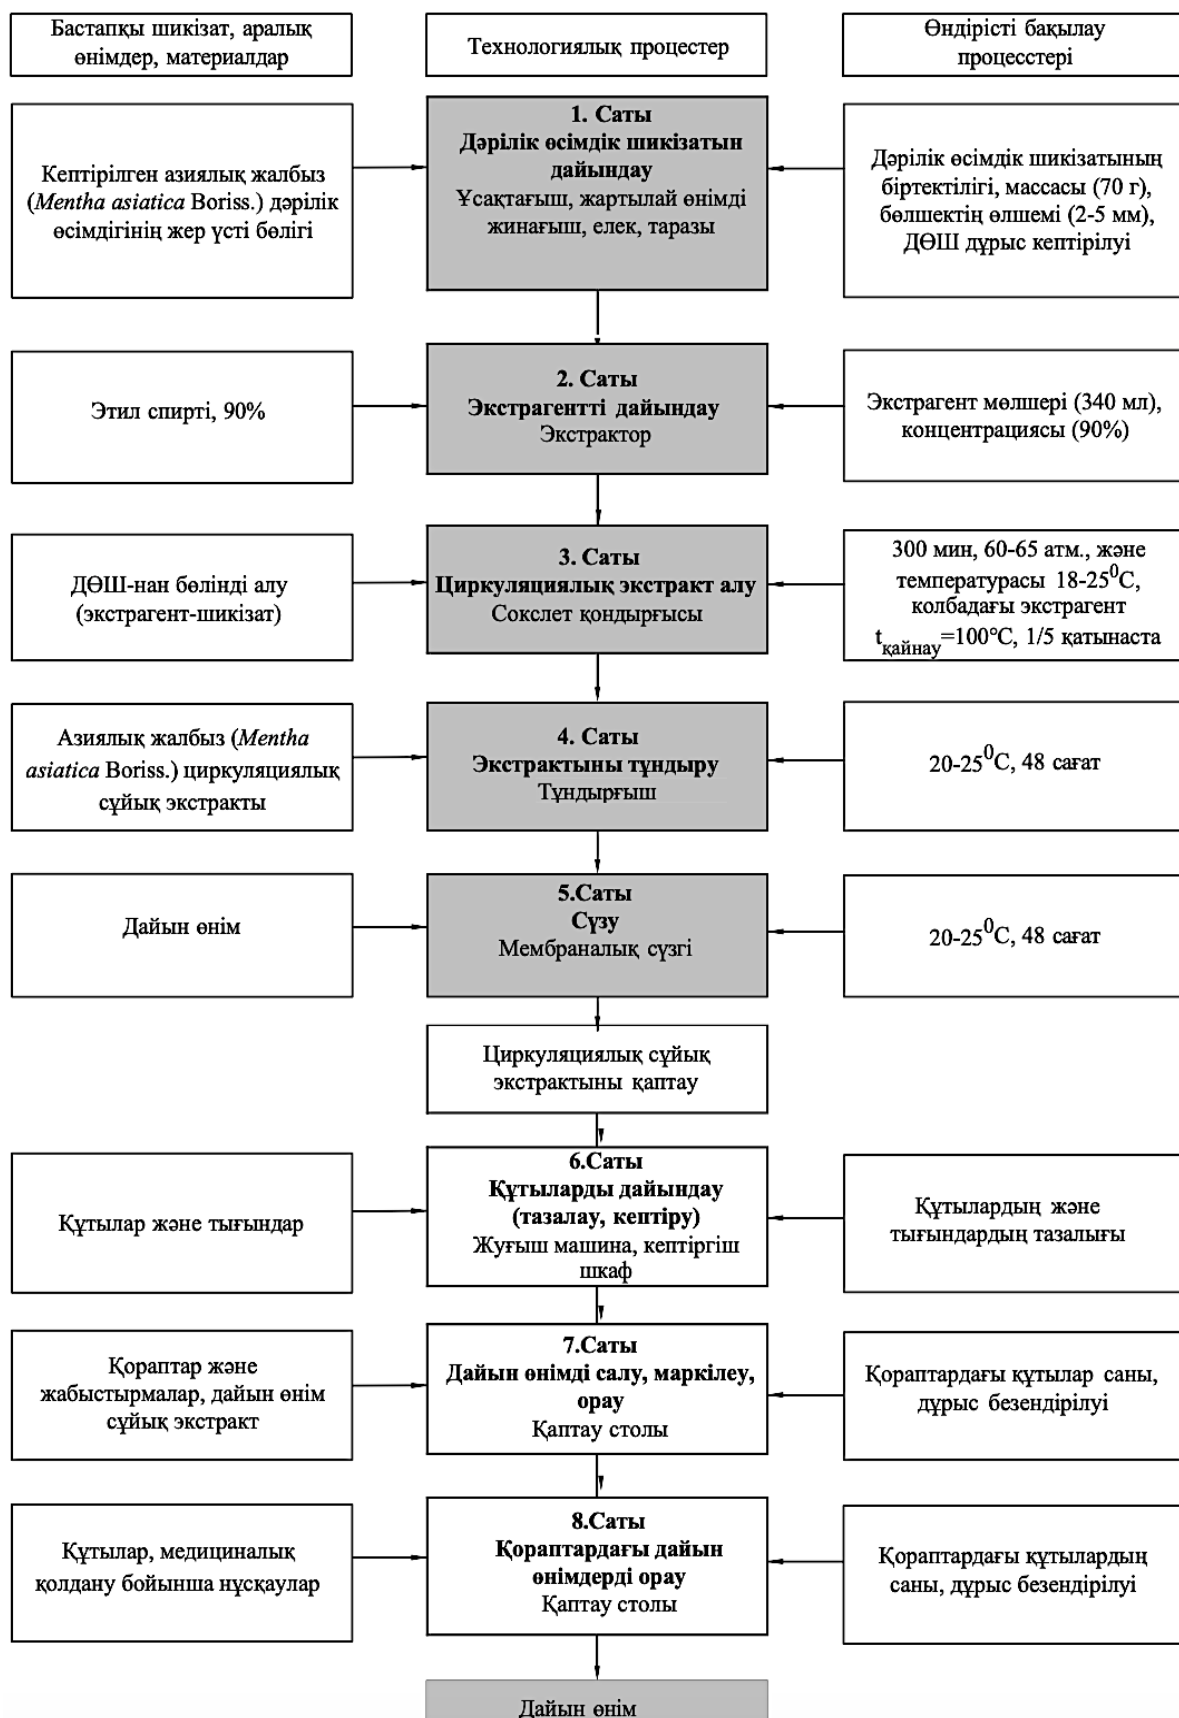 Бастапқы шикізат, аралық
өнімдер, материалдар
Технологиялық процестер
Өндірісті бақылау
процесстері
Кептірілген азиялық жалбыз
(Mentha asiatica Boriss.) дәрілік
өсімдігінің жер үсті бөлігі
1. Саты
Дәрілік өсімдік шикізатын
дайындау
Ұсақтағыш, жартылай өнімді
жинағыш, елек, таразы
Дәрілік өсімдік шикізатының
біртектілігі, массасы (70 г),
бөлшектің өлшемі (2-5 мм),
ДӨШ дұрыс кептірілуі
Этил спирті, 90%
2. Саты
Экстрагентті дайындау
Экстрактор
Экстрагент мөлшері (340 мл),
концентрациясы (90%)
ДӨШ-нан бөлінді алу
(экстрагент-шикізат)
3. Саты
Циркуляциялық экстракт алу
Сокслет қондырғысы
300 мин, 60-65 атм., және
температурасы 18-25⁰C,
колбадағы экстрагент
tқайнау=100°C, 1/5 қатынаста
Азиялық жалбыз (Mentha
asiatica Boriss.) циркуляциялық
сұйық экстракты
4. Саты
Экстрактыны тұндыру
Тұндырғыш
20-25⁰C, 48 сағат
Дайын өнім
5.Саты
Сүзу
Мембраналық сүзгі
20-25⁰C, 48 сағат
Циркуляциялық сұйық
экстрактыны қаптау
Құтылар және тығындар
6.Саты
Құтыларды дайындау
(тазалау, кептіру)
Жуғыш машина, кептіргіш
шкаф
Құтылардың және
тығындардың тазалығы
Қораптар және
жабыстырмалар, дайын өнім
сұйық экстракт
7.Саты
Дайын өнімді салу, маркілеу,
орау
Қаптау столы
Қораптардағы құтылар саны,
дұрыс безендірілуі
Құтылар, медициналық
қолдану бойынша нұсқаулар
8.Саты
Қораптардағы дайын
өнімдерді орау
Қаптау столы
Қораптардағы құтылардың
саны, дұрыс безендірілуі
Дайын өнім